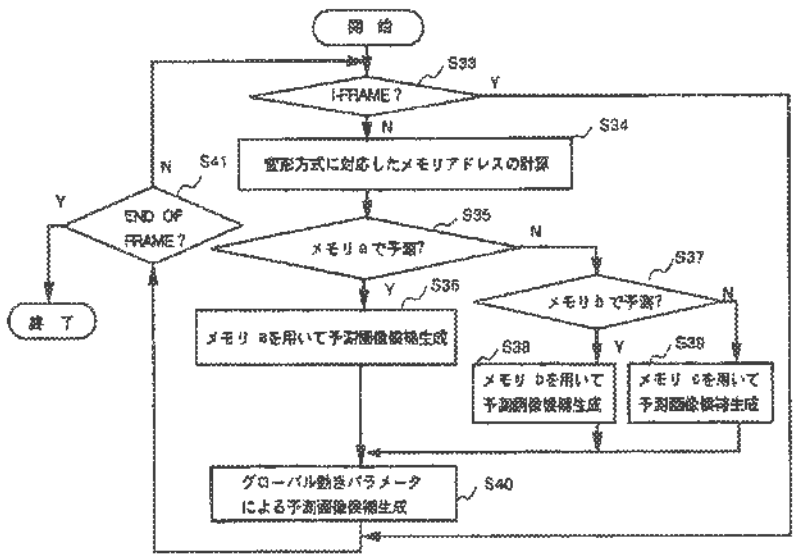 開 始
S33
I-FRAME?
Y
N
S34
変形方式に対応したメモリアドレスの計算
S35
メモリaで予測?
N
Y
S36
メモリ aを用いて予測画像候補生成
S37
メモリbで予測?
N
Y
S38
メモリ bを用いて
予測画像候補生成
S39
メモリ cを用いて
予測画像候補生成
S40
グローバル動きパラメータ
による予測画像候補生成
S41
END OF
FRAME?
N
Y
終 了